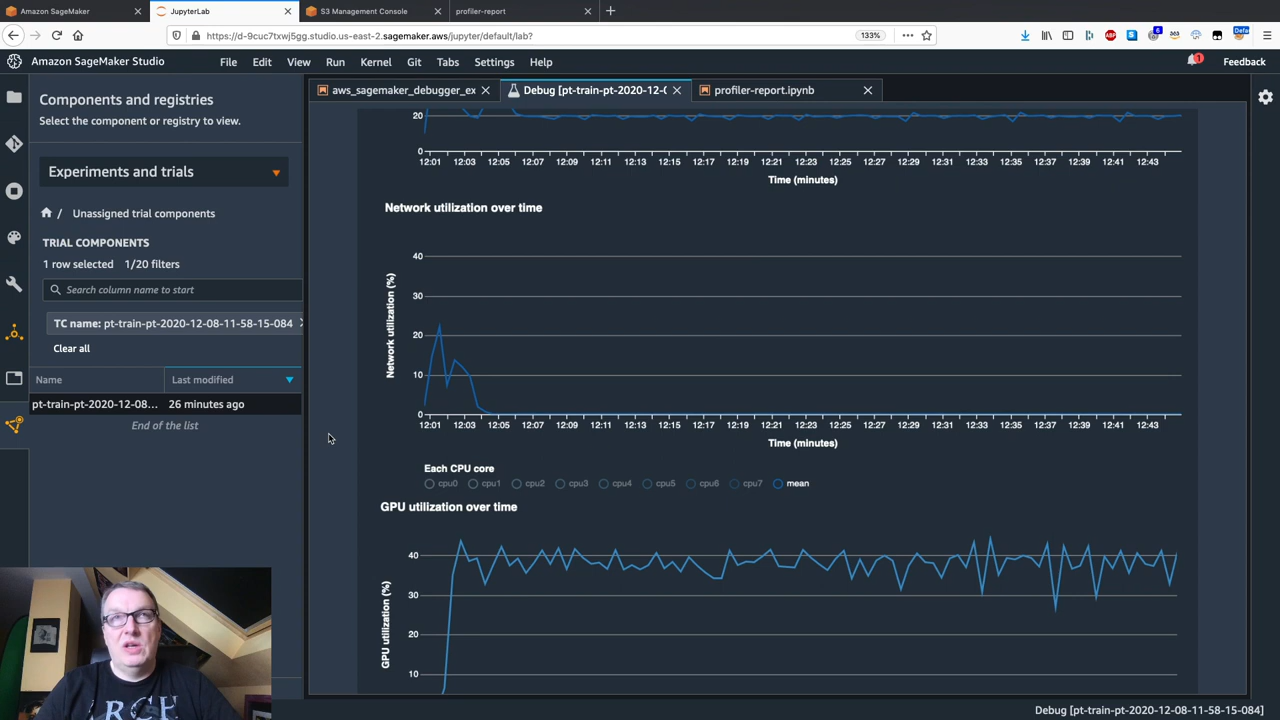 Amazon SageMaker
JupyterLab
S3 Management Console
profiler-report
https://d-9cuc7txwj5gg.studio.us-east-2.sagemaker.aws/jupyter/default/lab?
133%
6
Defa
Amazon SageMaker Studio
File
Edit
View
Run
Kernel
Git
Tabs
Settings
Help
1
Feedback
aws_sagemaker_debugger_ex
Debug [pt-train-pt-2020-12-(
profiler-report.ipynb
Components and registries
Select the component or registry to view.
Experiments and trials
/ Unassigned trial components
TRIAL COMPONENTS
1 row selected 1/20 filters
Search column name to start
TC name: pt-train-pt-2020-12-08-11-58-15-084
Clear all
Name
Last modified
pt-train-pt-2020-12-08...
26 minutes ago
End of the list
20
0
12:01 12:03 12:05 12:07 12:09 12:11 12:13 12:15 12:17 12:19 12:21 12:23 12:25 12:27 12:29 12:31 12:33 12:35 12:37 12:39 12:41 12:43
Time (minutes)
Network utilization over time
Network utilization (%)
40
30
20
10
0
12:01 12:03 12:05 12:07 12:09 12:11 12:13 12:15 12:17 12:19 12:21 12:23 12:25 12:27 12:29 12:31 12:33 12:35 12:37 12:39 12:41 12:43
Time (minutes)
Each CPU core
cpu0 cpu1 cpu2 cpu3 cpu4 cpu5 cpu6 cpu7 mean
GPU utilization over time
GPU utilization (%)
40
30
20
10
Debug [pt-train-pt-2020-12-08-11-58-15-084]